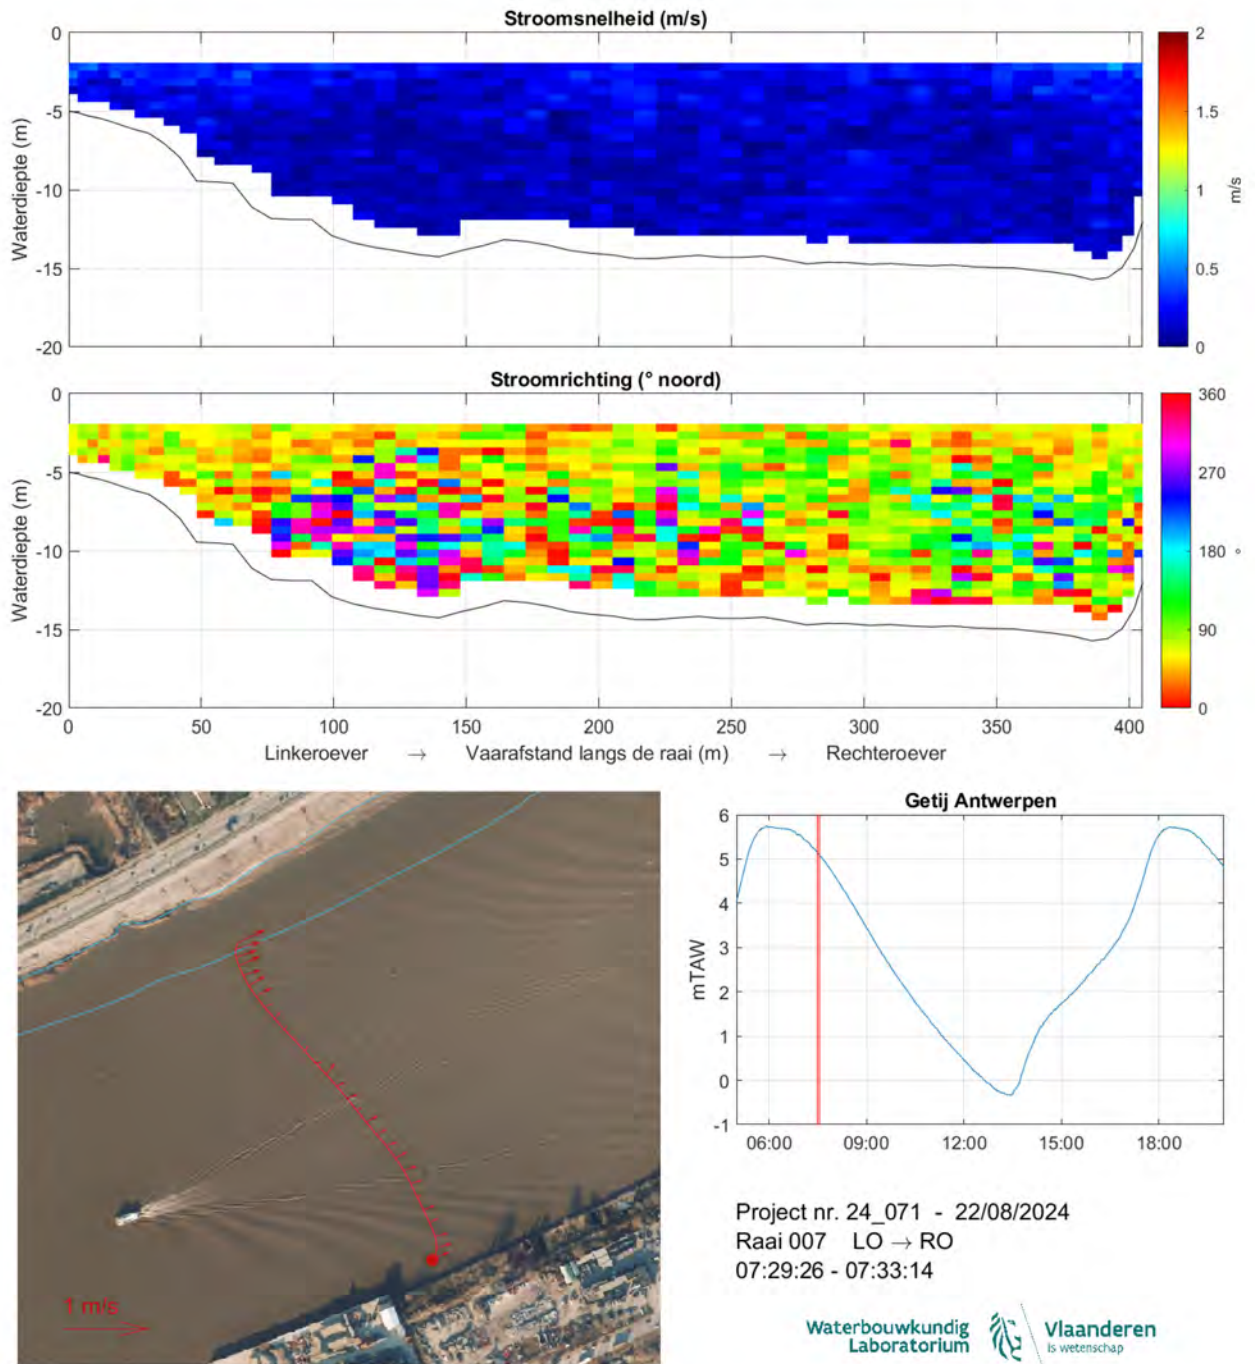 Stroomsnelheid (m/s)
0
-5
-10
-15
-20
Waterdiepte (m)
2
1.5
1
0.5
0
m/s
Stroomrichting (° noord)
0
-5
-10
-15
-20
Waterdiepte (m)
360
270
180
90
0
°
0 50 100 150 200 250 300 350 400
Linkeroever → Vaarafstand langs de raai (m) → Rechteroever
1 m/s
Getij Antwerpen
6
5
4
3
2
1
0
-1
mTAW
06:00 09:00 12:00 15:00 18:00
Project nr. 24_071 - 22/08/2024
Raai 007 LO → RO
07:29:26 - 07:33:14
Waterbouwkundig
Laboratorium
Vlaanderen
is wetenschap